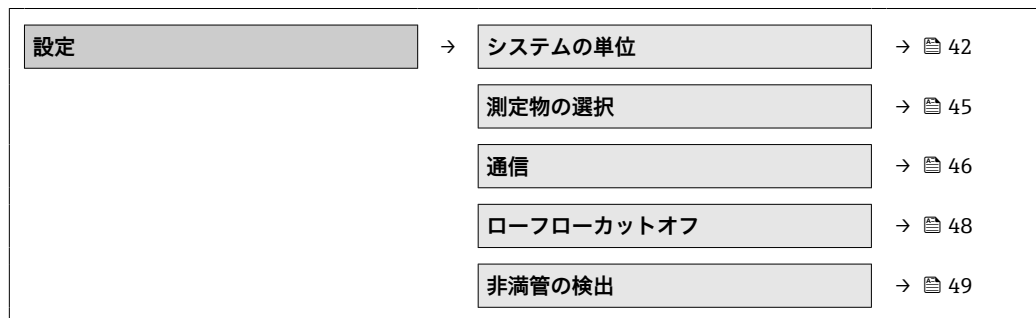 設定 → システムの単位 → 42
測定物の選択 → 45
通信 → 46
ローフローカットオフ → 48
非満管の検出 → 49